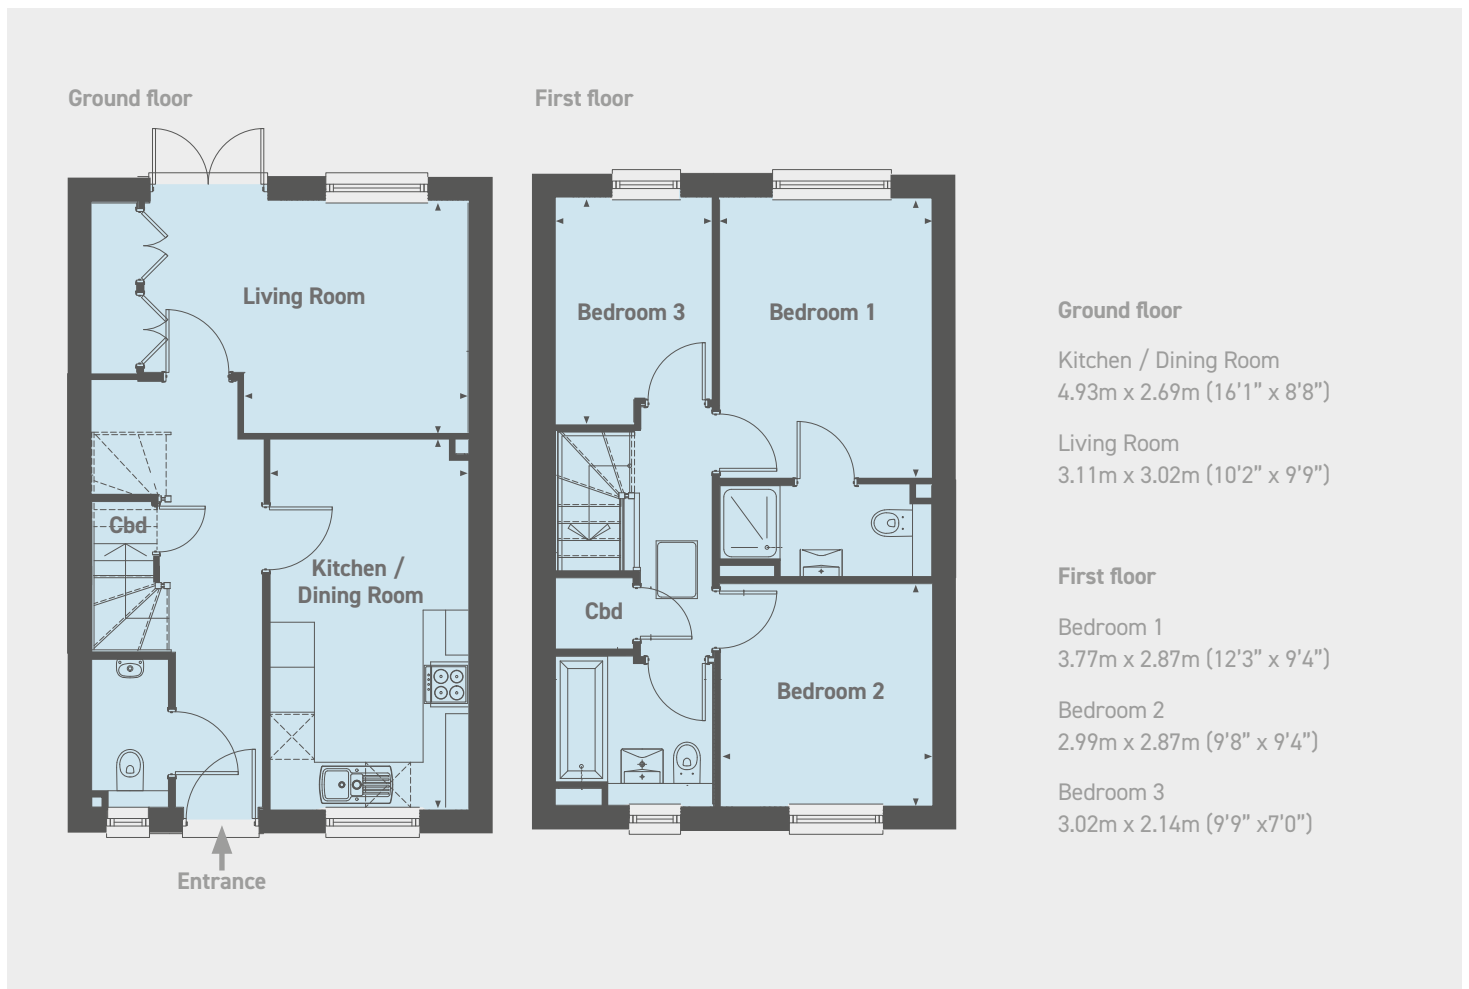 Ground floor
First floor
Living Room
Cbd
Kitchen /
Dining Room
Entrance
Bedroom 3
Bedroom 1
Cbd
Bedroom 2
Ground floor
Kitchen / Dining Room
4.93m x 2.69m (16'1” x 8'8”)
Living Room
3.11m x 3.02m (10'2” x 9'9”)
First floor
Bedroom 1
3.77m x 2.87m (12'3” x 9'4”)
Bedroom 2
2.99m x 2.87m (9'8” x 9'4”)
Bedroom 3
3.02m x 2.14m (9'9” x7'0”)